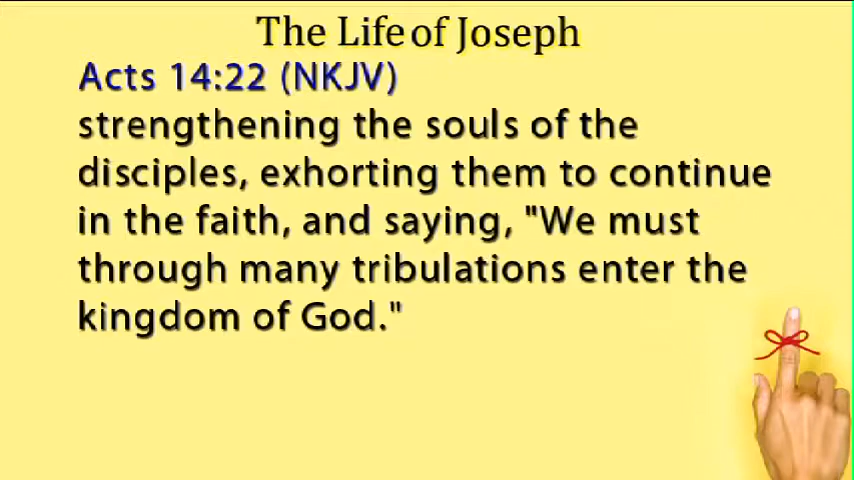 The Life of Joseph
Acts 14:22 (NKJV)
strengthening the souls of the
disciples, exhorting them to continue
in the faith, and saying, "We must
through many tribulations enter the
kingdom of God."